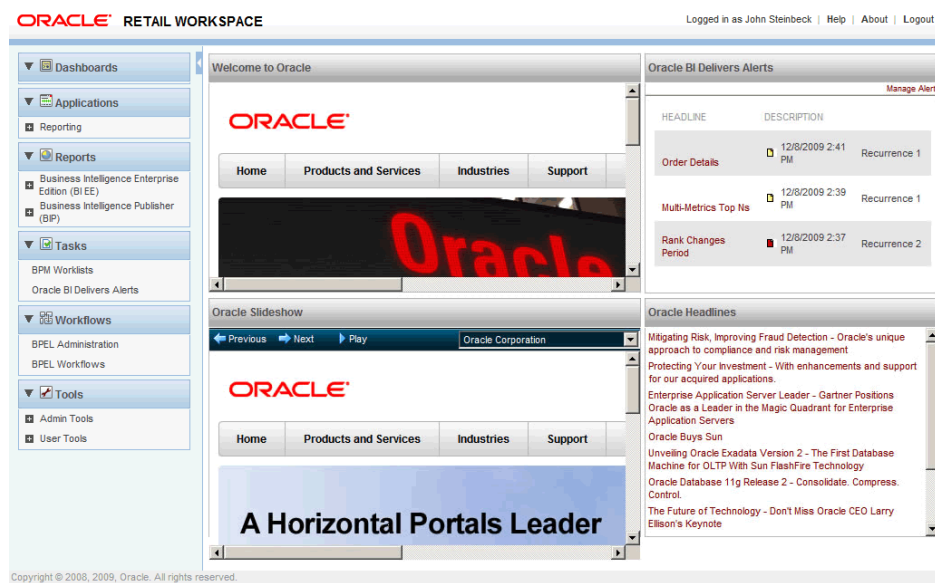 ORACLE RETAIL WORKSPACE
Logged in as John Steinbeck | Help | About | Logout
Dashboards
Applications
Reporting
Reports
Business Intelligence Enterprise
Edition (BI EE)
Business Intelligence Publisher
(BIP)
Tasks
BPM Worklists
Oracle BI Delivers Alerts
Workflows
BPEL Administration
BPEL Workflows
Tools
Admin Tools
User Tools
Welcome to Oracle
ORACLE
Home Products and Services Industries Support
Oracle
Oracle BI Delivers Alerts
Manage Alert
HEADLINE DESCRIPTION
Order Details 12/8/2009 2:41 PM Recurrence 1
Multi-Metrics Top Ns 12/8/2009 2:39 PM Recurrence 1
Rank Changes Period 12/8/2009 2:37 PM Recurrence 2
Oracle Slideshow
Previous Next Play Oracle Corporation
ORACLE
Home Products and Services Industries Support
A Horizontal Portals Leader
Oracle Headlines
Mitigating Risk, Improving Fraud Detection - Oracle's unique
approach to compliance and risk management
Protecting Your Investment - With enhancements and support
for our acquired applications.
Enterprise Application Server Leader - Gartner Positions
Oracle as a Leader in the Magic Quadrant for Enterprise
Application Servers
Oracle Buys Sun
Unveiling Oracle Exadata Version 2 - The First Database
Machine for OLTP With Sun FlashFire Technology
Oracle Database 11g Release 2 - Consolidate. Compress.
Control.
The Future of Technology - Don't Miss Oracle CEO Larry
Ellison's Keynote
Copyright © 2008, 2009, Oracle. All rights reserved.